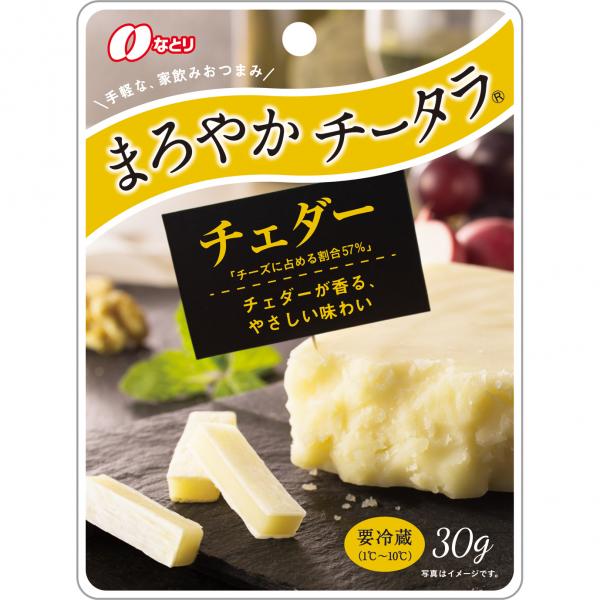 なとり
手軽な、家飲みおつまみ
まろやか チータラ®
チェダー
「チーズに占める割合57%」
チェダーが香る、
やさしい味わい
要冷蔵
(1℃〜10℃)
30g
写真はイメージです。